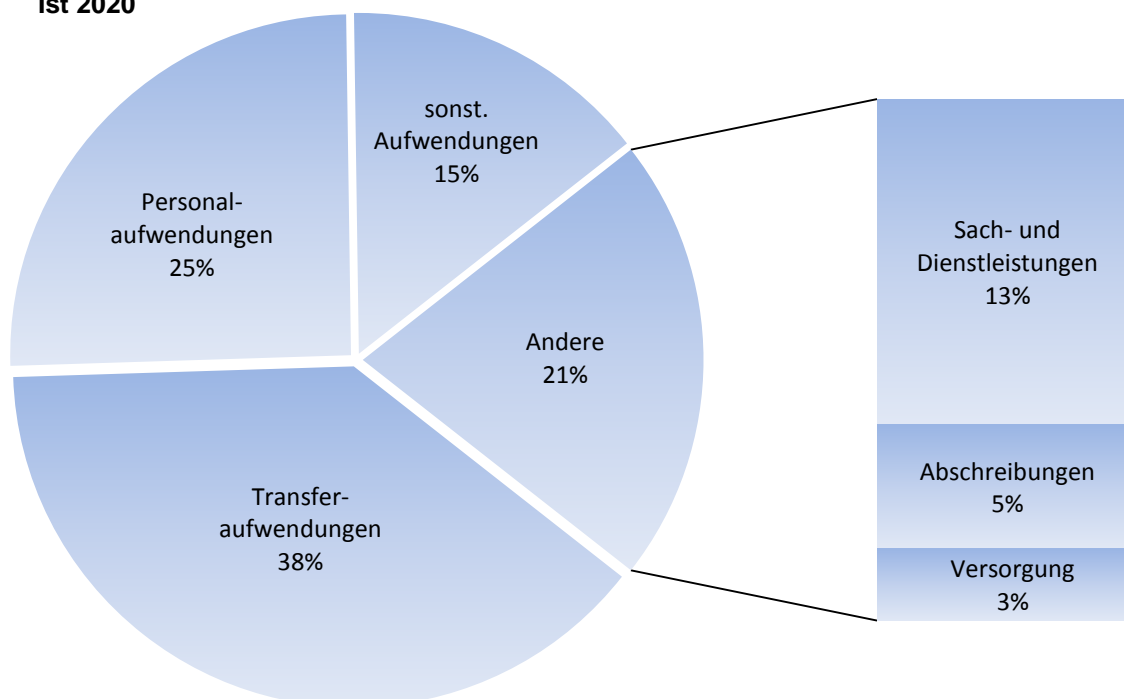 Ist 2020
sonst.
Aufwendungen
15%
Personal-
aufwendungen
25%
Andere
21%
Transfer-
aufwendungen
38%
Sach- und
Dienstleistungen
13%
Abschreibungen
5%
Versorgung
3%